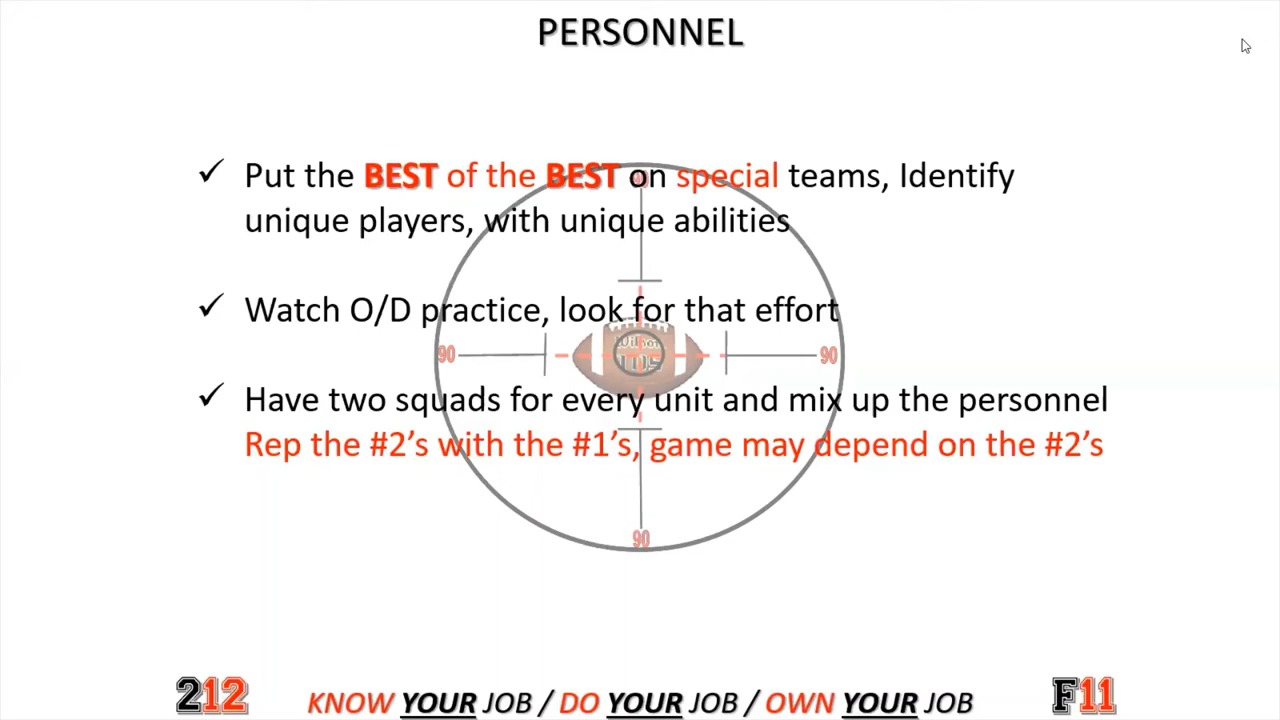 PERSONNEL
✓ Put the BEST of the BEST on special teams, Identify
unique players, with unique abilities
✓ Watch O/D practice, look for that effort
90
90
Wilson
✓ Have two squads for every unit and mix up the personnel
Rep the #2’s with the #1’s, game may depend on the #2’s
90
212
KNOW YOUR JOB / DO YOUR JOB / OWN YOUR JOB
F11